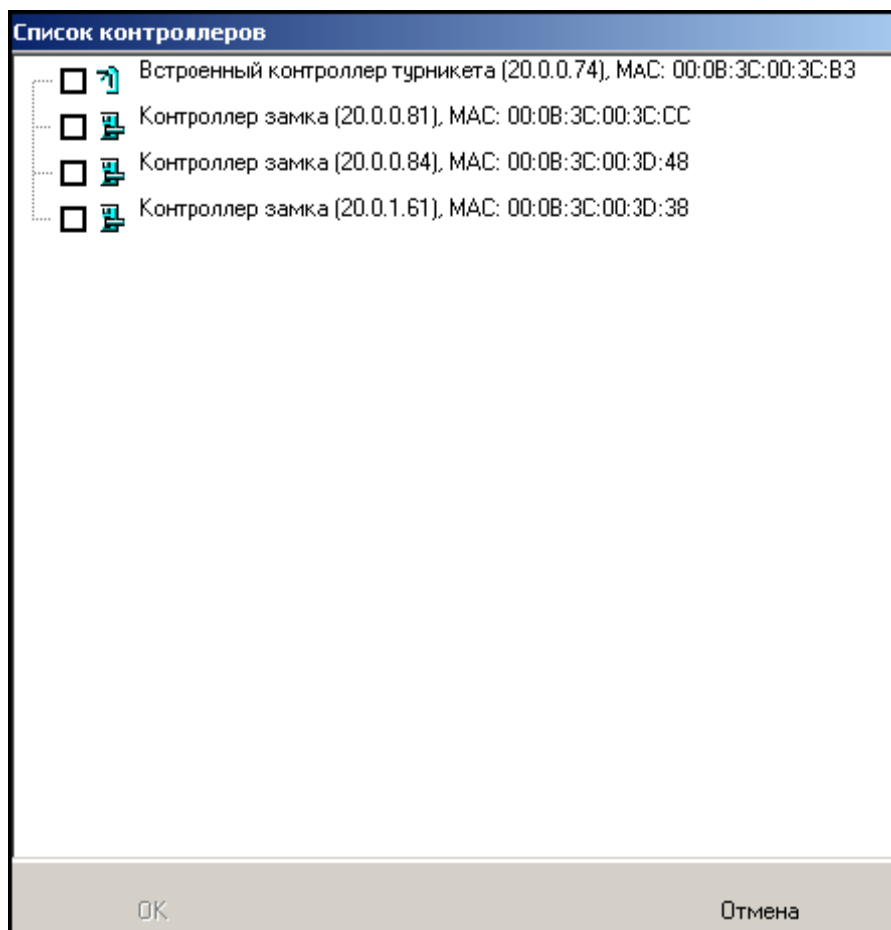 Список контроллеров
Встроенный контроллер турникета (20.0.0.74), MAC: 00:0B:3C:00:3C:B3
Контроллер замка (20.0.0.81), MAC: 00:0B:3C:00:3C:CC
Контроллер замка (20.0.0.84), MAC: 00:0B:3C:00:3D:48
Контроллер замка (20.0.1.61), MAC: 00:0B:3C:00:3D:38
OK Отмена